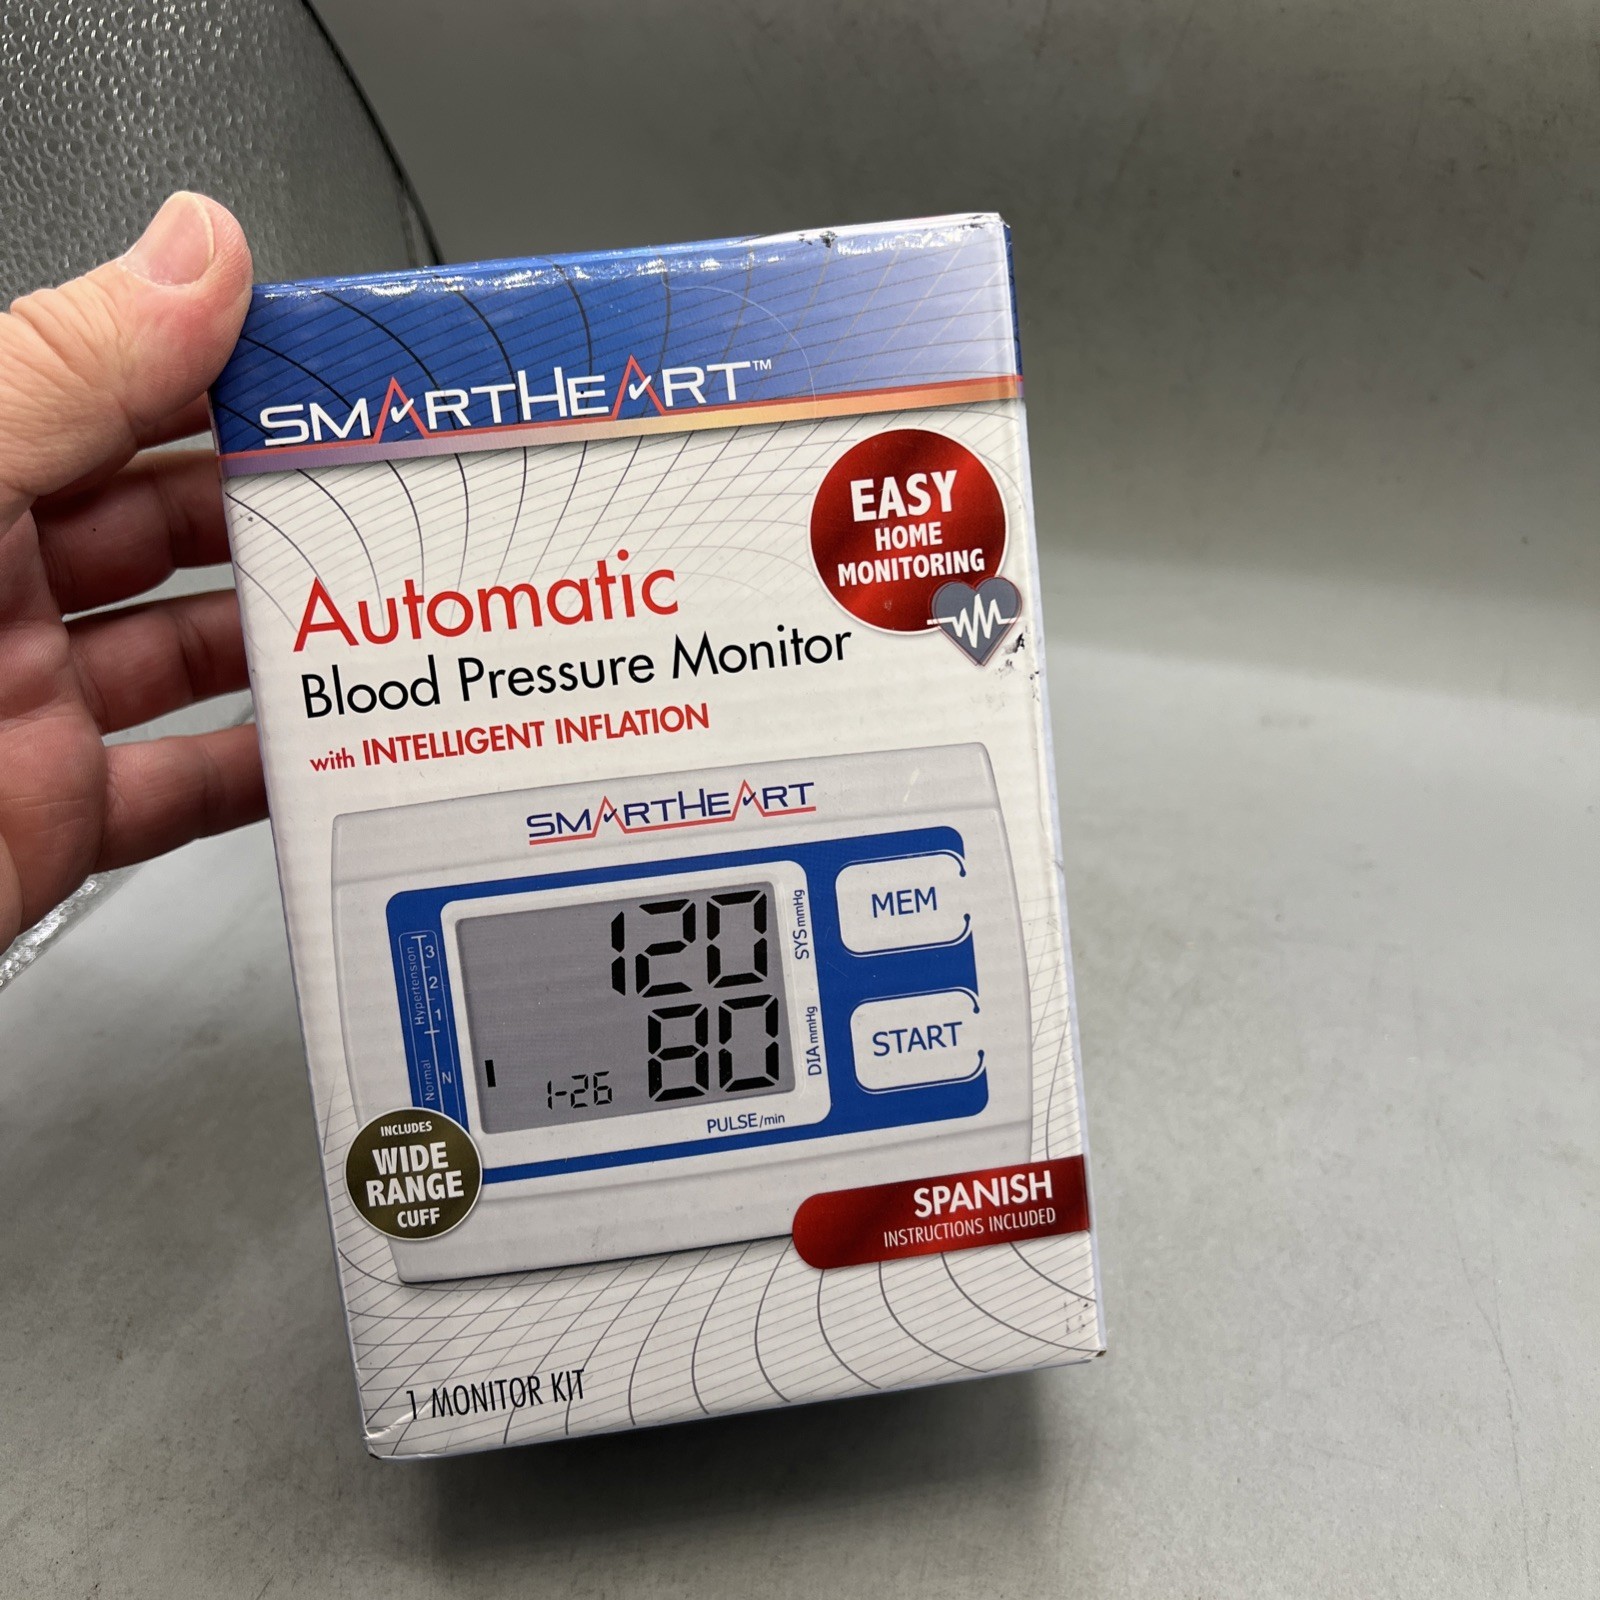 SMARTHEART™
EASY
HOME
MONITORING
Automatic
Blood Pressure Monitor
with INTELLIGENT INFLATION
SMARTHEART
120
SYS mmHg
MEM
Hypertension
3
2
1
80
DIA mmHg
START
Normal
N
1-26
PULSE/min
INCLUDES
WIDE
RANGE
CUFF
SPANISH
INSTRUCTIONS INCLUDED
1 MONITOR KIT